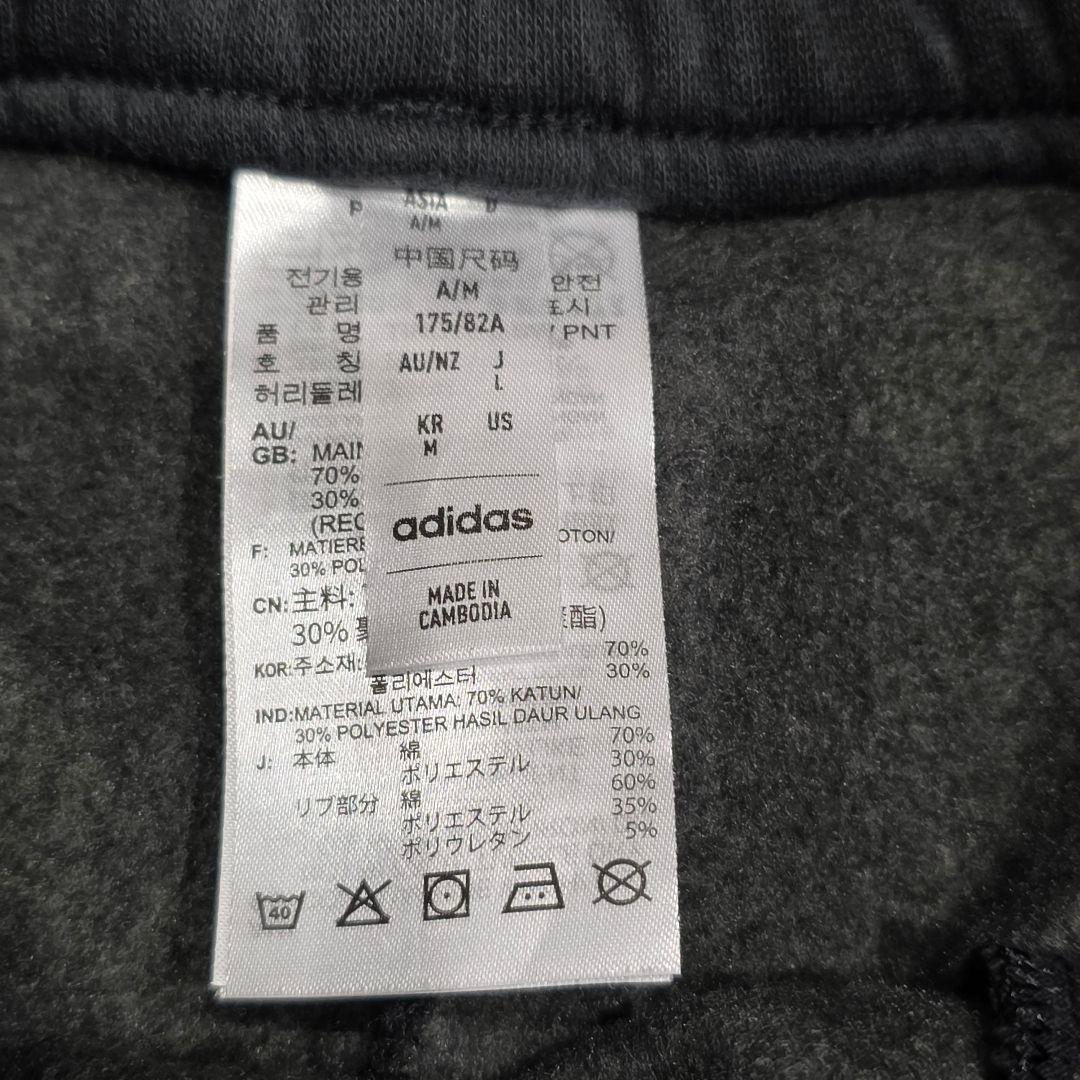 ASIA
A/M
中国尺码
A/M
175/82A
AU/NZ J
L
KR US
M
adidas
MADE IN
CAMBODIA
전기용 안전
관리 표시
품 명 PNT
호 칭
허리둘레
AU/
GB: MAIN
70%
30%
(REC
F: MATIERE
30% POL OTON/
CN: 主料:
30% 聚 聚酯)
KOR: 주소재: 70%
폴리에스터 30%
IND: MATERIAL UTAMA: 70% KATUN/
30% POLYESTER HASIL DAUR ULANG
J: 本体 綿 70%
ポリエステル 30%
リブ部分 綿 60%
ポリエステル 35%
ポリウレタン 5%
40